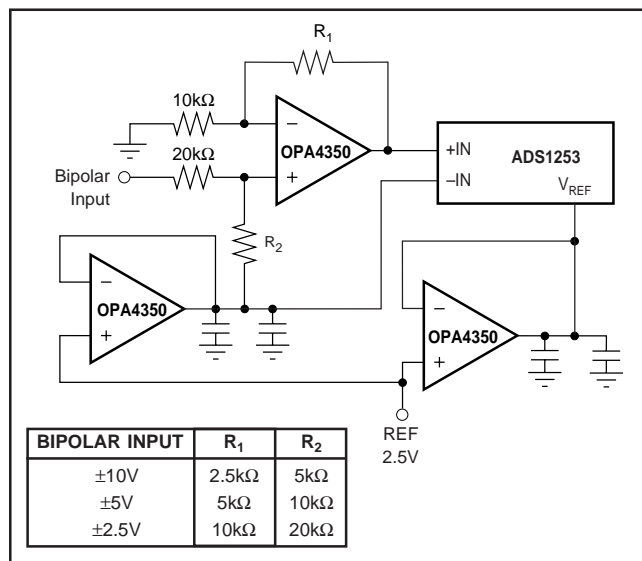 R1
10kΩ
20kΩ
Bipolar
Input
−
+
OPA4350
+IN
−IN
ADS1253
VREF
R2
−
+
OPA4350
−
+
OPA4350
REF
2.5V
BIPOLAR INPUT R1 R2
±10V 2.5kΩ 5kΩ
±5V 5kΩ 10kΩ
±2.5V 10kΩ 20kΩ